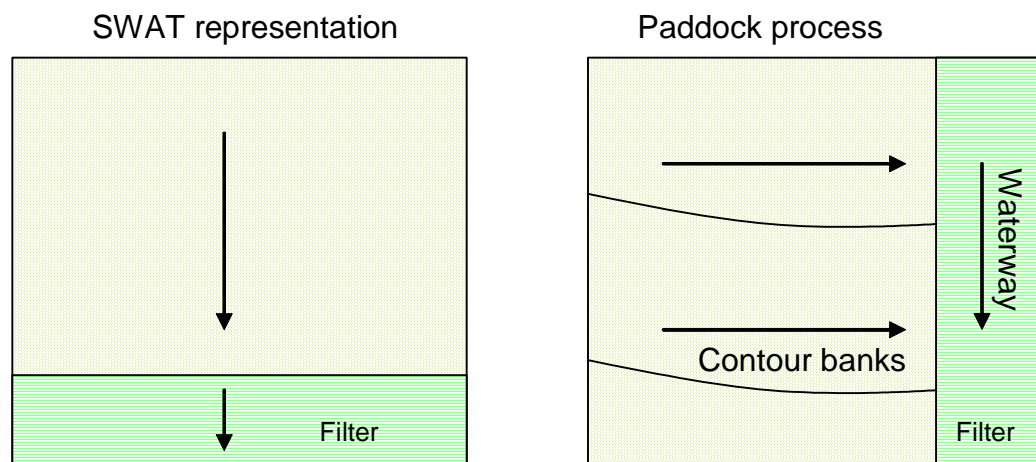 SWAT representation
Paddock process
Waterway
Contour banks
Filter
Filter